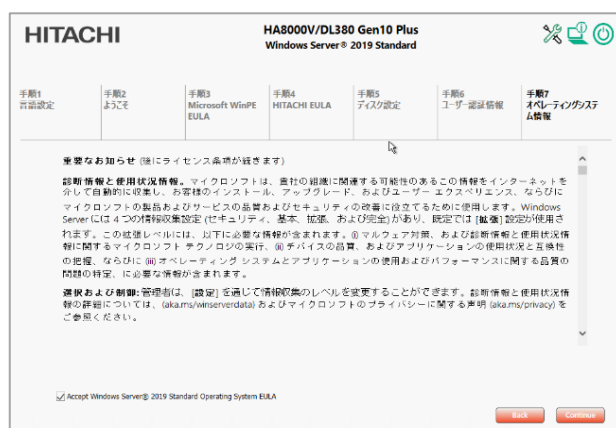 HITACHI
HA8000V/DL380 Gen10 Plus
Windows Server® 2019 Standard
手順1
言語設定
手順2
ようこそ
手順3
Microsoft WinPE
EULA
手順4
HITACHI EULA
手順5
ディスク設定
手順6
ユーザー認証情報
手順7
オペレーティングシステ
ム情報
重要なお知らせ (後にライセンス条項が続きます)
診断情報と使用状況情報。マイクロソフトは、貴社の組織に関連する可能性のあるこの情報をインターネットを
介して自動的に収集し、お客様のインストール、アップグレード、およびユーザー エクスペリエンス、ならびに
マイクロソフトの製品およびサービスの品質およびセキュリティの改善に役立てるために使用します。Windows
Server には 4 つの情報収集設定 (セキュリティ、基本、拡張、および完全) があり、既定では [拡張] 設定が使用さ
れます。この拡張レベルには、以下に必要な情報が含まれます。(i) マルウェア対策、および診断情報と使用状況情
報に関するマイクロソフト テクノロジの実行、(ii) デバイスの品質、およびアプリケーションの使用状況と互換性
の把握、ならびに (iii) オペレーティング システムとアプリケーションの使用およびパフォーマンスに関する品質の
問題の特定、に必要な情報が含まれます。
選択および制御: 管理者は、[設定] を通じて情報収集のレベルを変更することができます。診断情報と使用状況情
報の詳細については、(aka.ms/winserverdata) およびマイクロソフトのプライバシーに関する声明 (aka.ms/privacy) を
ご参照ください。
Accept Windows Server® 2019 Standard Operating System EULA
Back
Continue